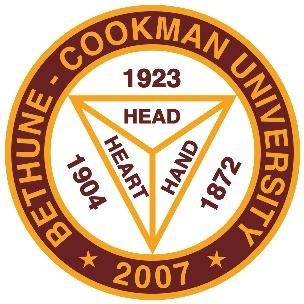 BETHUNE - COOKMAN UNIVERSITY
1923
HEAD
HEART
HAND
1904
1872
★ 2007 ★